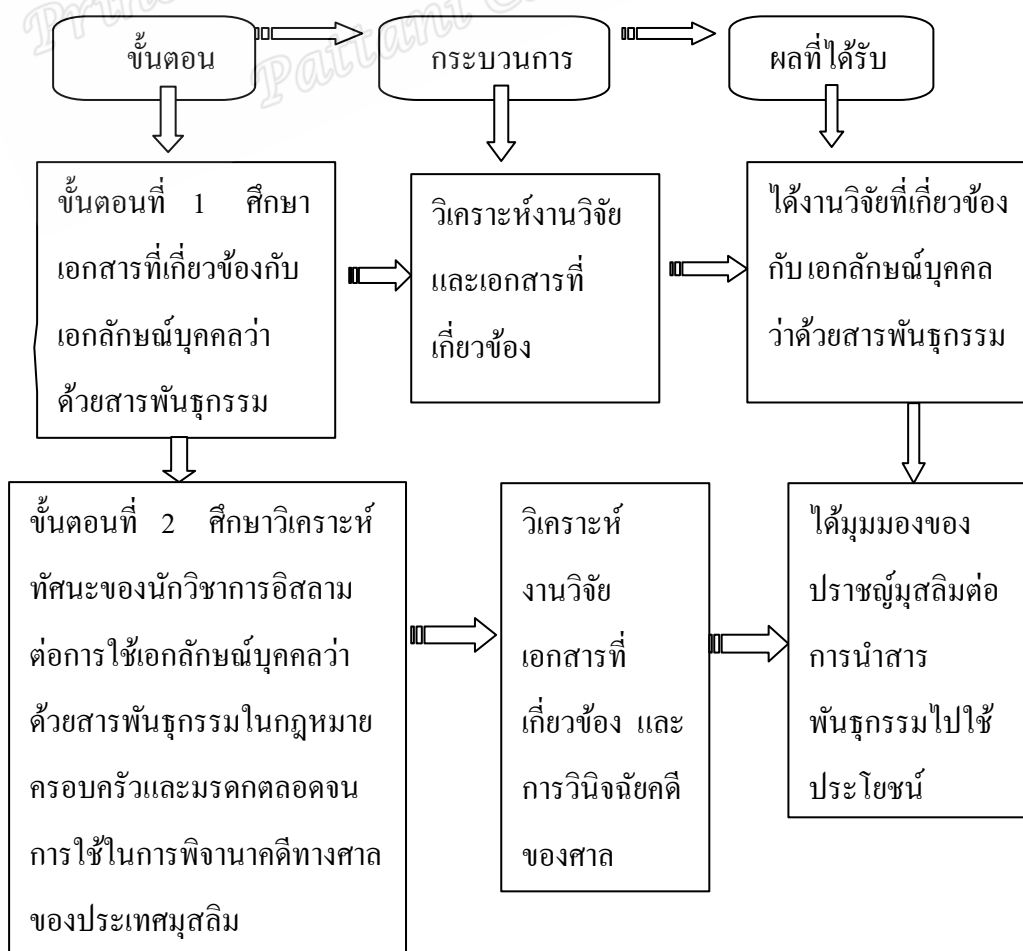 ขั้นตอน
กระบวนการ
ผลที่ได้รับ
ขั้นตอนที่ 1 ศึกษา
เอกสารที่เกี่ยวข้องกับ
เอกลักษณ์บุคคลว่า
ด้วยสารพันธุกรรม
วิเคราะห์งานวิจัย
และเอกสารที่
เกี่ยวข้อง
ได้งานวิจัยที่เกี่ยวข้อง
กับ เอกลักษณ์บุคคล
ว่าด้วยสารพันธุกรรม
ขั้นตอนที่ 2 ศึกษาวิเคราะห์
ทัศนะของนักวิชาการอิสลาม
ต่อการใช้เอกลักษณ์บุคคลว่า
ด้วยสารพันธุกรรมในกฎหมาย
ครอบครัวและมรดกตลอดจน
การใช้ในการพิจานาคดีทางศาล
ของประเทศมุสลิม
วิเคราะห์
งานวิจัย
เอกสารที่
เกี่ยวข้อง และ
การวินิจฉัยคดี
ของศาล
ได้มุมมองของ
ปราชญ์มุสลิมต่อ
การนำสาร
พันธุกรรมไปใช้
ประโยชน์
Pattani